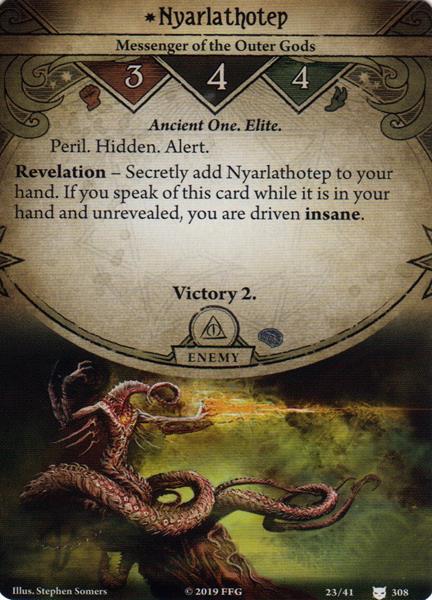 *Nyarlathotep
Messenger of the Outer Gods
3 4 4
Ancient One. Elite.
Peril. Hidden. Alert.
Revelation – Secretly add Nyarlathotep to your
hand. If you speak of this card while it is in your
hand and unrevealed, you are driven insane.
Victory 2.
ENEMY
Illus. Stephen Somers © 2019 FFG 23/41 308